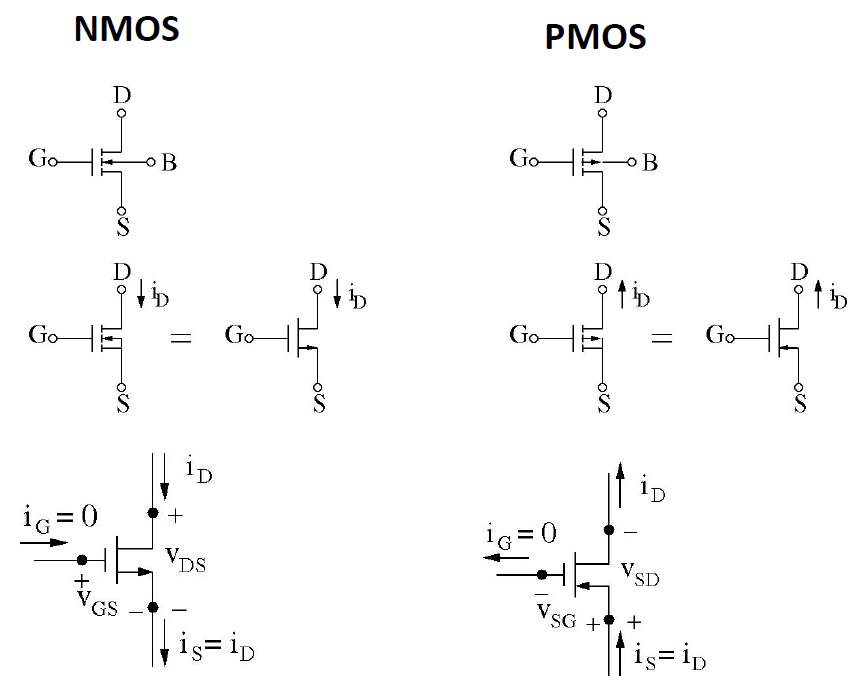 NMOS
PMOS
D
D
G
B
G
B
S
S
D
i_D
D
i_D
D
i_D
D
i_D
G
=
G
G
=
G
S
S
S
S
i_D
i_D
i_G = 0
+
i_G = 0
−
v_DS
v_SD
+
−
v_GS − −
v_SG + +
i_S = i_D
i_S = i_D